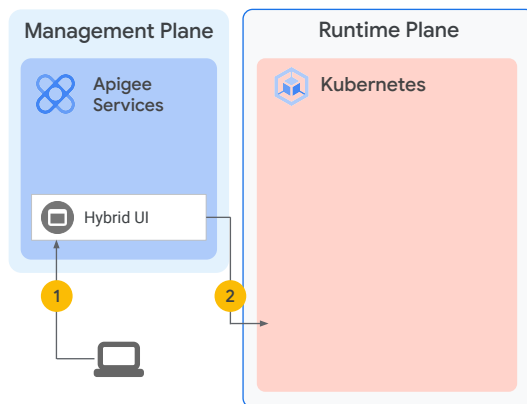 Management Plane
Apigee
Services
Hybrid UI
1
2
Runtime Plane
Kubernetes